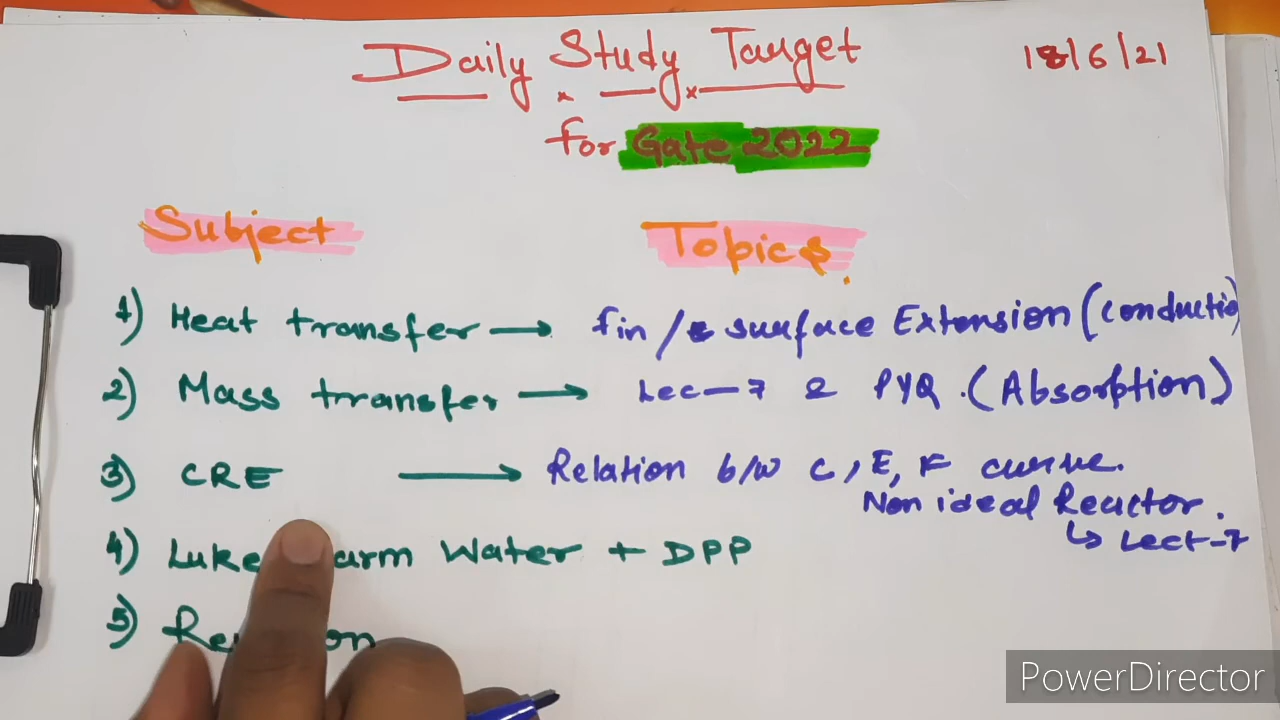 Daily Study Target
18/6/21
for Gate 2022
Subject
Topics.
1) Heat transfer → fin / surface Extension (conductio
2) Mass transfer → Lec-7 & PYQ.(Absorption)
3) CRE → Relation b/w C, E, F curve.
Non ideal Reactor.
↳ Lect-7
4) Luke arm Water + DPP
5) Re on
PowerDirector